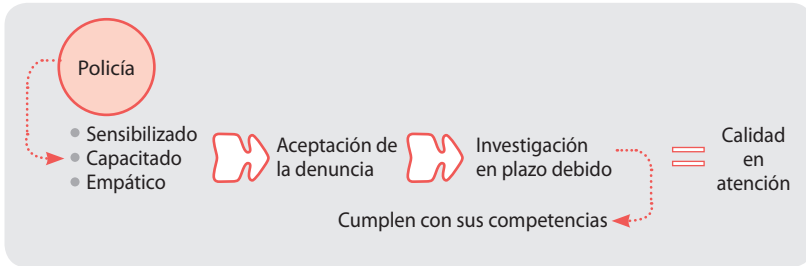 Policía
Sensibilizado
Capacitado
Empático
Aceptación de
la denuncia
Investigación
en plazo debido
Cumplen con sus competencias
Calidad
en
atención